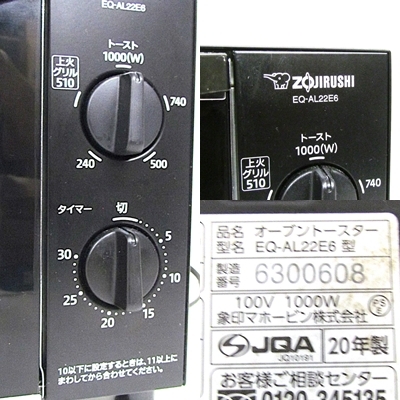 EQ-AL22E6
トースト
1000(W)
上火
グリル
510
740
240
500
タイマー
切
5
10
15
20
25
30
10以下に設定するときは、11以上に
まわしてから合わせてください。
ZOJIRUSHI
EQ-AL22E6
トースト
1000(W)
上火
グリル
510
740
品名 オーブントースター
型名 EQ-AL22E6 型
製造
番号 6300608
100V 1000W
象印マホービン株式会社
JQA
JQ10181
20年製
お客様ご相談センター
0120-345135